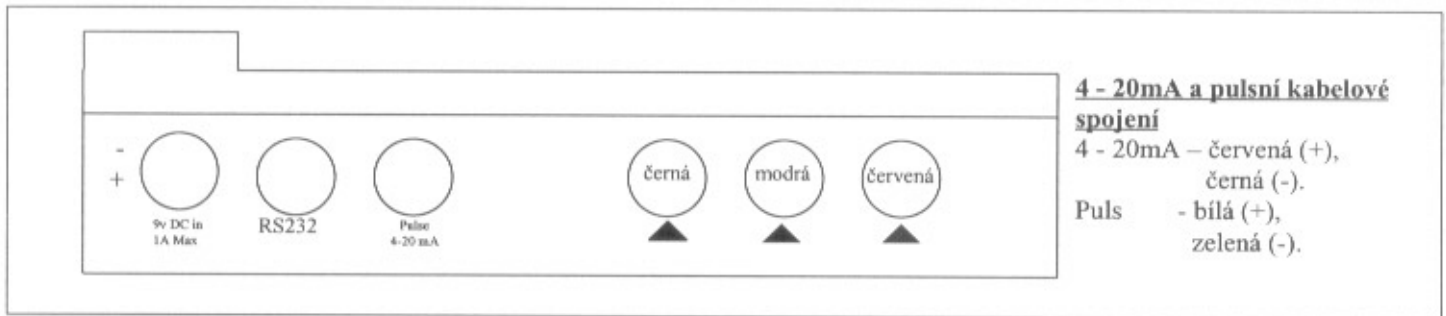 -
+
9v DC in
1A Max
RS232
Pulse
4-20 mA
černá
modrá
červená
4 - 20mA a pulsní kabelové
spojení
4 - 20mA – červená (+),
černá (-).
Puls - bílá (+),
zelená (-).